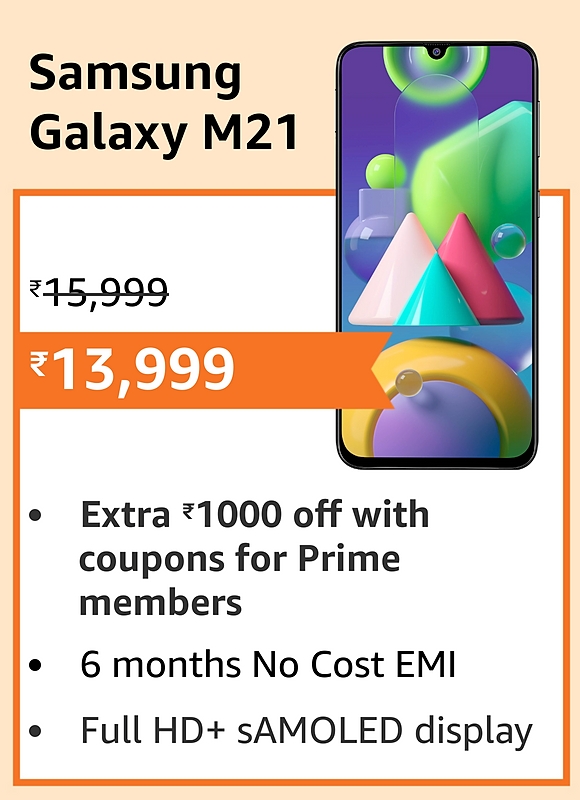 Samsung
Galaxy M21
₹15,999
₹13,999
• Extra ₹1000 off with
coupons for Prime
members
• 6 months No Cost EMI
• Full HD+ sAMOLED display